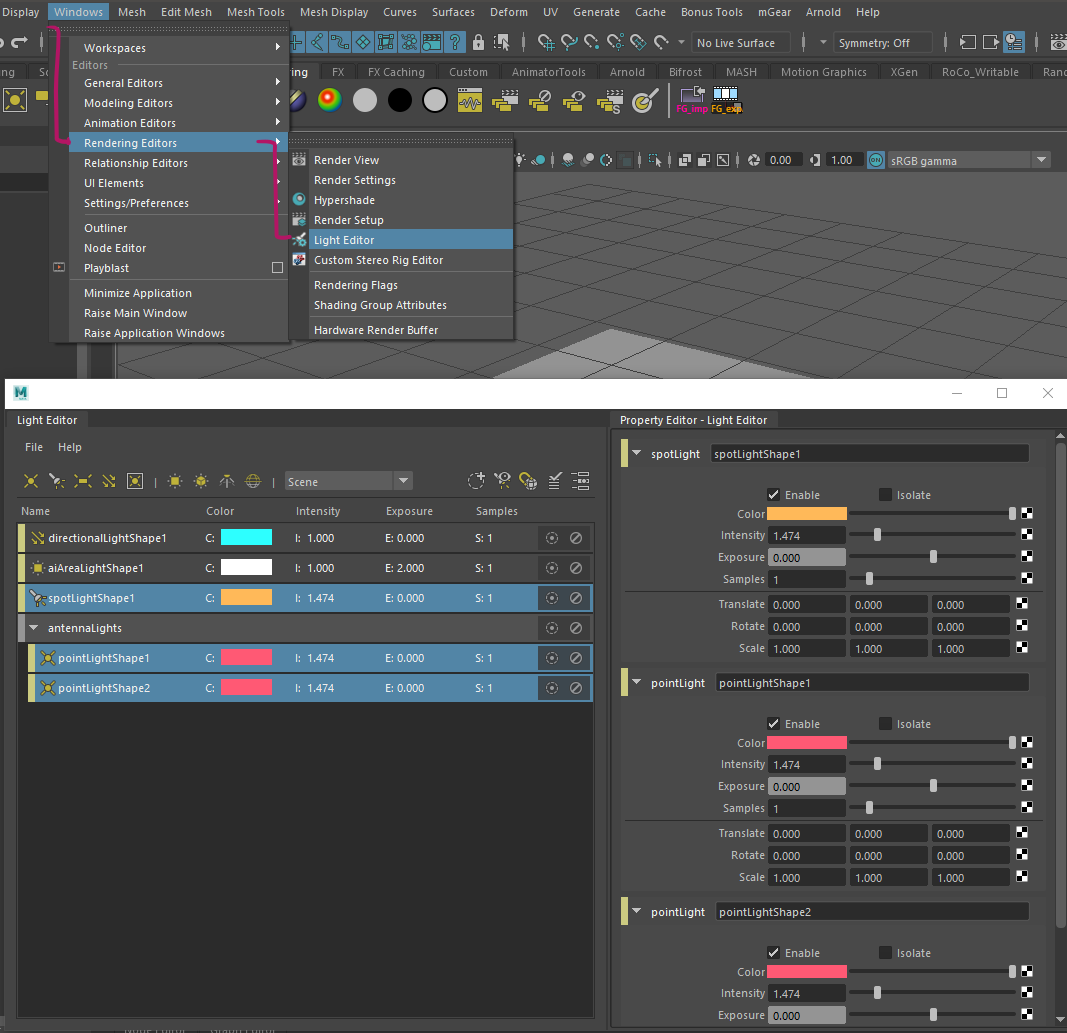 Display Windows Mesh Edit Mesh Mesh Tools Mesh Display Curves Surfaces Deform UV Generate Cache Bonus Tools mGear Arnold Help
No Live Surface Symmetry: Off
FX FX Caching Custom AnimatorTools Arnold Bifrost MASH Motion Graphics XGen RoCo_Writable
FG_imp FG_exp
Workspaces
Editors
General Editors
Modeling Editors
Animation Editors
Rendering Editors
Relationship Editors
UI Elements
Settings/Preferences
Outliner
Node Editor
Playblast
Minimize Application
Raise Main Window
Raise Application Windows
Render View
Render Settings
Hypershade
Render Setup
Light Editor
Custom Stereo Rig Editor
Rendering Flags
Shading Group Attributes
Hardware Render Buffer
0.00 1.00 ON sRGB gamma
M
Light Editor
File Help
Scene
Name Color Intensity Exposure Samples
directionalLightShape1 C: I: 1.000 E: 0.000 S: 1
aiAreaLightShape1 C: I: 1.000 E: 2.000 S: 1
spotLightShape1 C: I: 1.474 E: 0.000 S: 1
antennaLights
pointLightShape1 C: I: 1.474 E: 0.000 S: 1
pointLightShape2 C: I: 1.474 E: 0.000 S: 1
Property Editor - Light Editor
spotLight spotLightShape1
Enable Isolate
Color
Intensity 1.474
Exposure 0.000
Samples 1
Translate 0.000 0.000 0.000
Rotate 0.000 0.000 0.000
Scale 1.000 1.000 1.000
pointLight pointLightShape1
Enable Isolate
Color
Intensity 1.474
Exposure 0.000
Samples 1
Translate 0.000 0.000 0.000
Rotate 0.000 0.000 0.000
Scale 1.000 1.000 1.000
pointLight pointLightShape2
Enable Isolate
Color
Intensity 1.474
Exposure 0.000